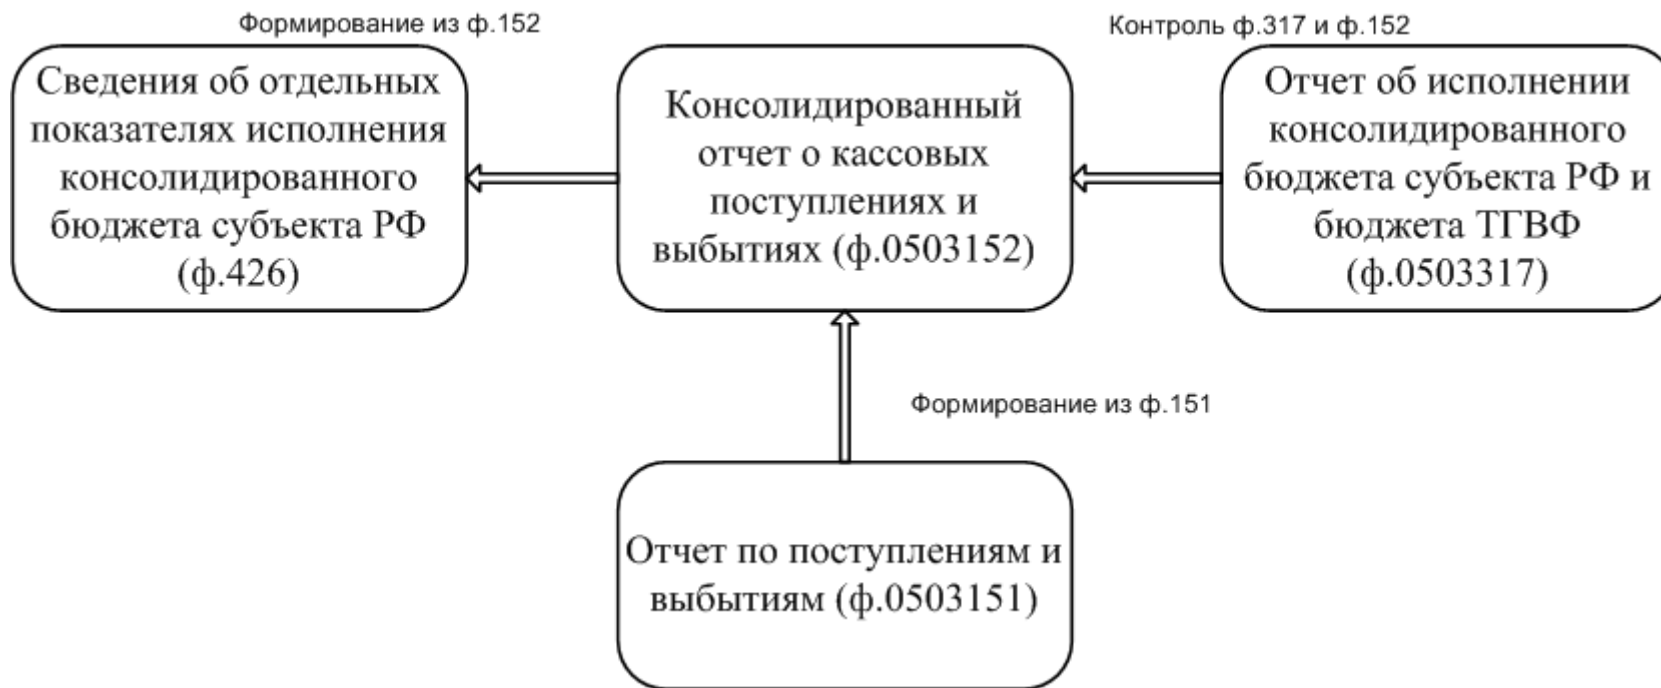 Формирование из ф.152
Контроль ф.317 и ф.152
Сведения об отдельных
показателях исполнения
консолидированного
бюджета субъекта РФ
(ф.426)
Консолидированный
отчет о кассовых
поступлениях и
выбытиях (ф.0503152)
Отчет об исполнении
консолидированного
бюджета субъекта РФ и
бюджета ТГВФ
(ф.0503317)
Формирование из ф.151
Отчет по поступлениям и
выбытиям (ф.0503151)